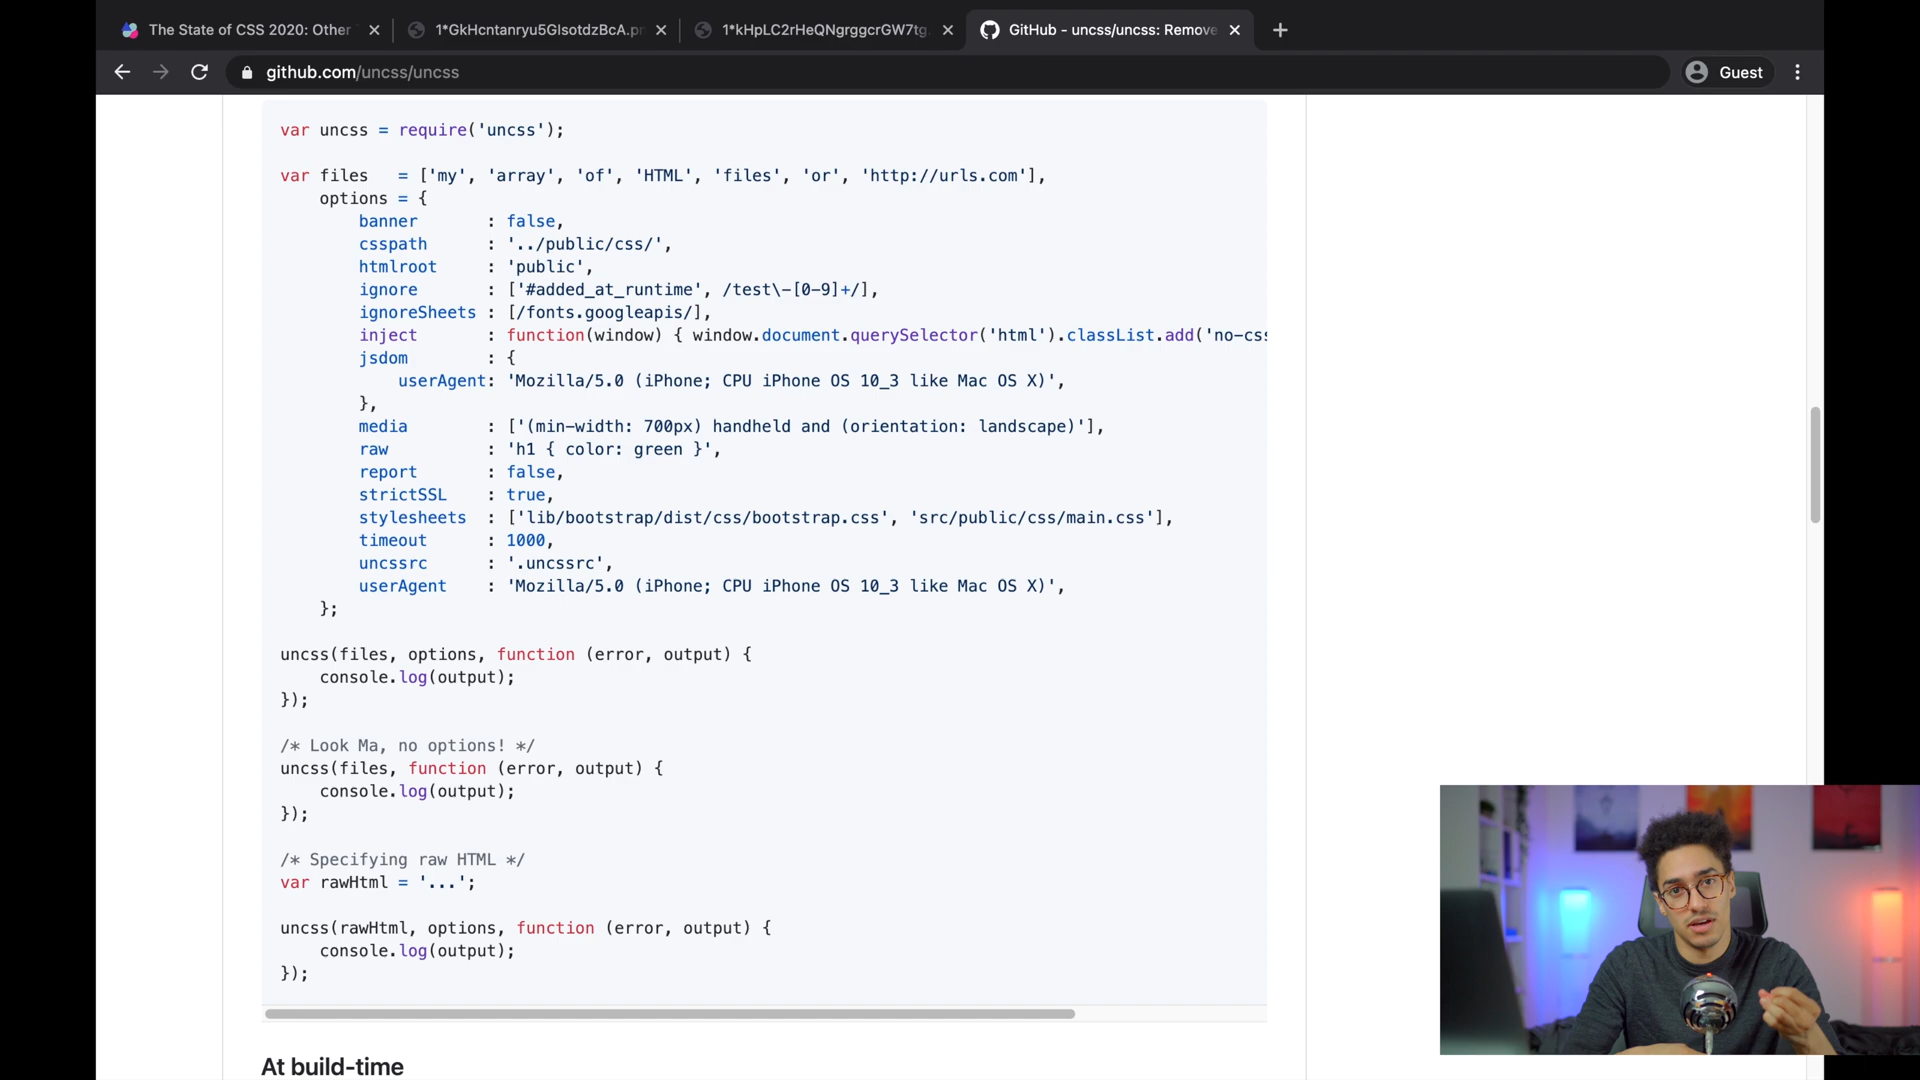 The State of CSS 2020: Other
1*GkHcntanryu5GIsotdzBcA.pn
1*kHpLC2rHeQNgrggcrGW7tg.
GitHub - uncss/uncss: Remove
github.com/uncss/uncss
Guest
var uncss = require('uncss');
var files   = ['my', 'array', 'of', 'HTML', 'files', 'or', 'http://urls.com'],
    options = {
        banner       : false,
        csspath      : '../public/css/',
        htmlroot     : 'public',
        ignore       : ['#added_at_runtime', /test\-[0-9]+/],
        ignoreSheets : [/fonts.googleapis/],
        inject       : function(window) { window.document.querySelector('html').classList.add('no-css
        jsdom        : {
            userAgent: 'Mozilla/5.0 (iPhone; CPU iPhone OS 10_3 like Mac OS X)',
        },
        media        : ['(min-width: 700px) handheld and (orientation: landscape)'],
        raw          : 'h1 { color: green }',
        report       : false,
        strictSSL    : true,
        stylesheets  : ['lib/bootstrap/dist/css/bootstrap.css', 'src/public/css/main.css'],
        timeout      : 1000,
        uncssrc      : '.uncssrc',
        userAgent    : 'Mozilla/5.0 (iPhone; CPU iPhone OS 10_3 like Mac OS X)',
    };
uncss(files, options, function (error, output) {
    console.log(output);
});
/* Look Ma, no options! */
uncss(files, function (error, output) {
    console.log(output);
});
/* Specifying raw HTML */
var rawHtml = '...';
uncss(rawHtml, options, function (error, output) {
    console.log(output);
});
At build-time